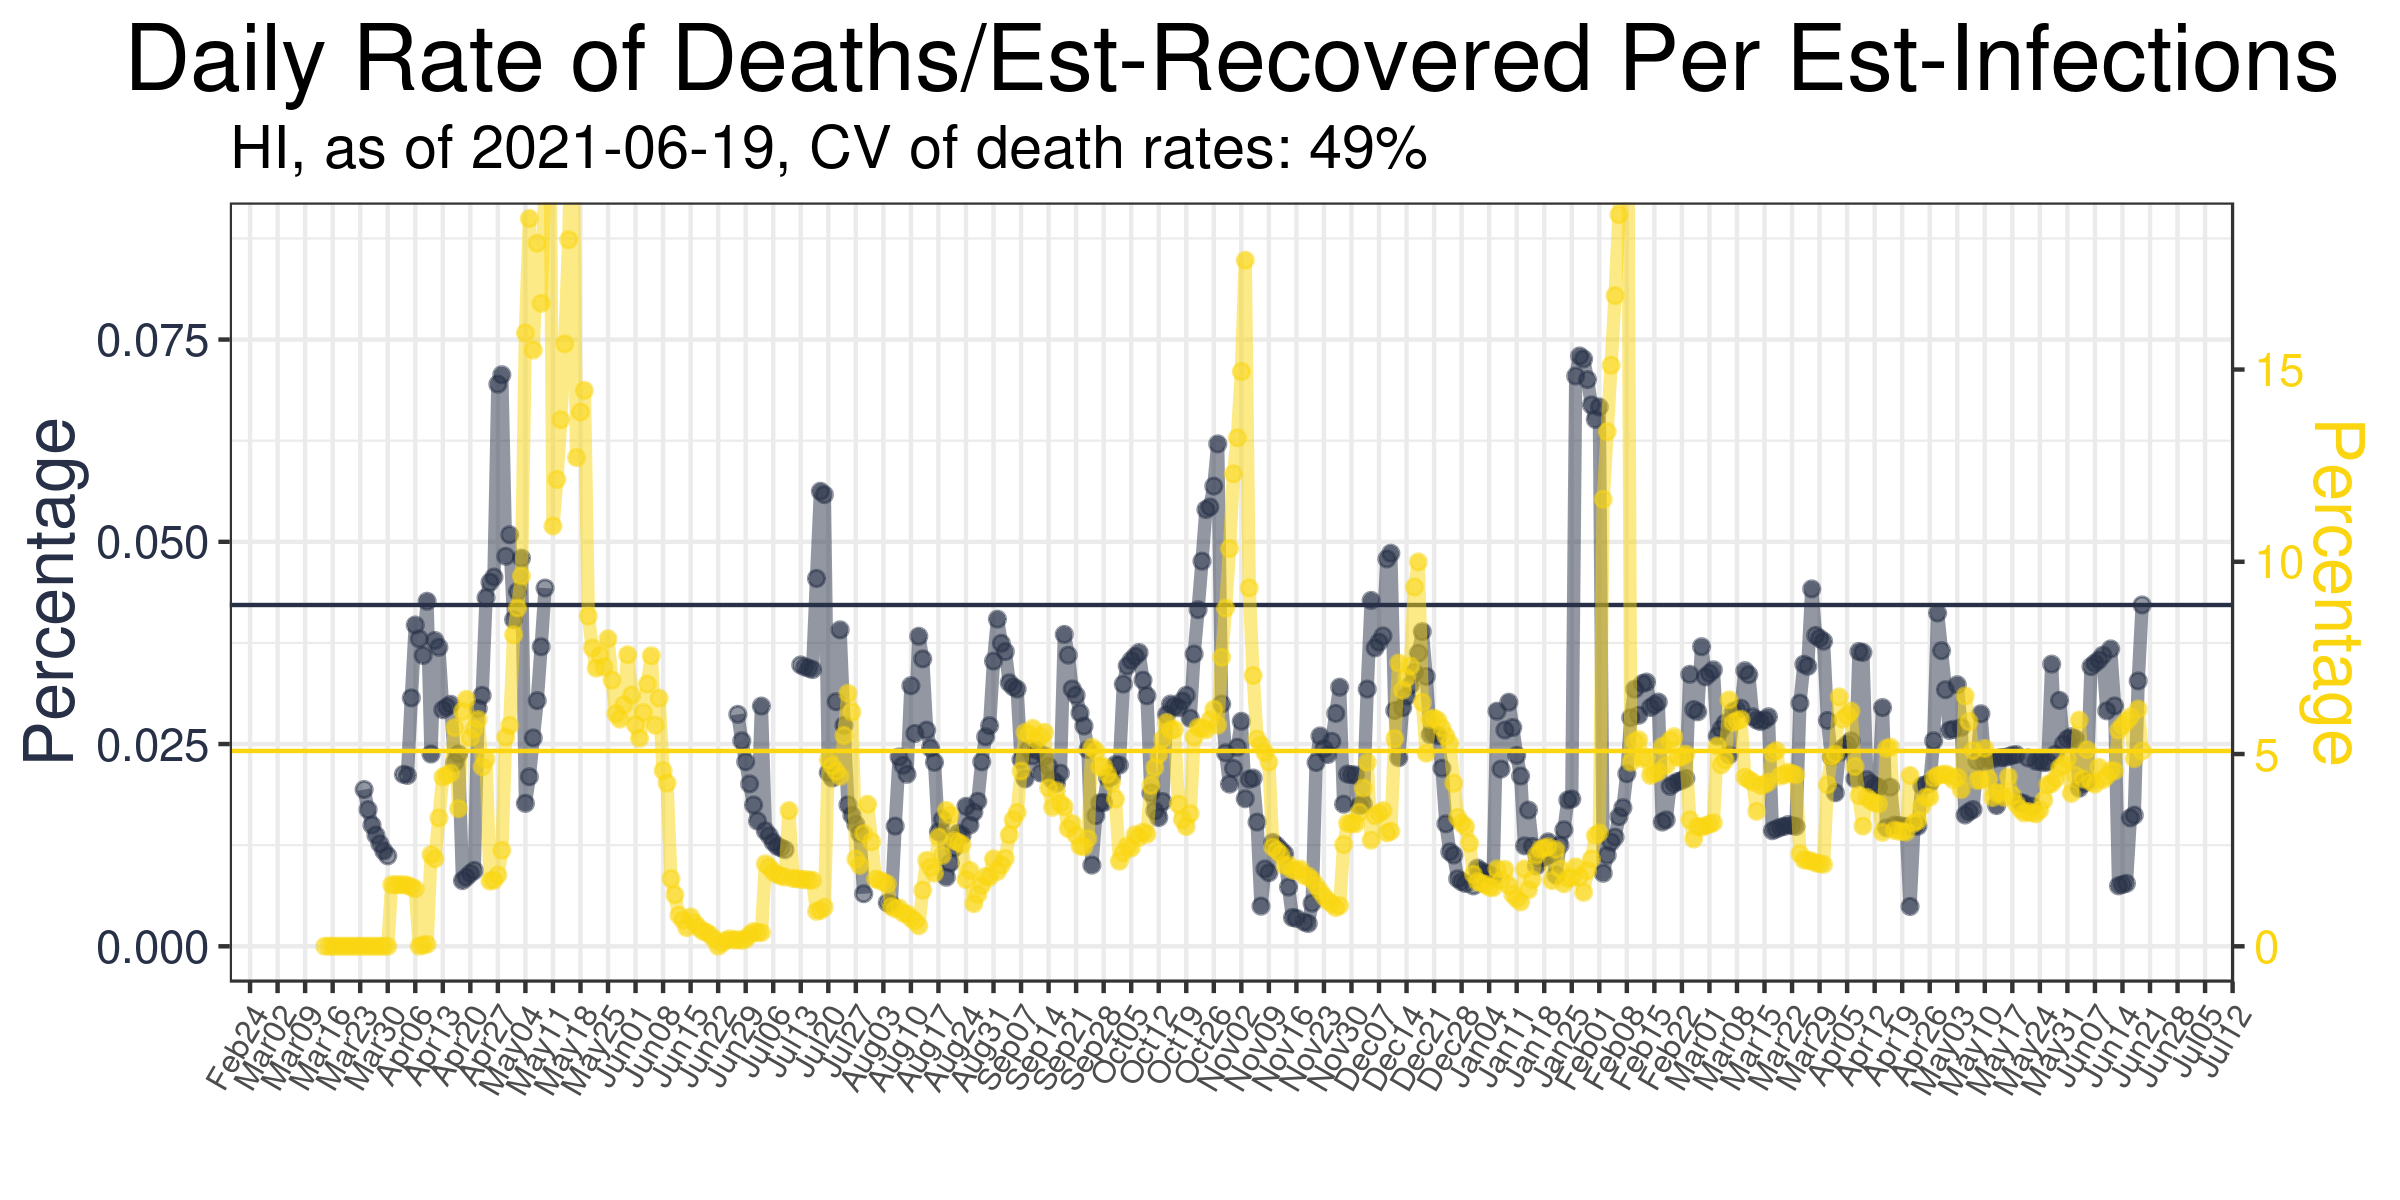 Daily Rate of Deaths/Est-Recovered Per Est-Infections
HI, as of 2021-06-19, CV of death rates: 49%
Percentage
0.075
0.050
0.025
0.000
15
10
5
0
Percentage
Feb24
Mar02
Mar09
Mar16
Mar23
Mar30
Apr06
Apr13
Apr20
Apr27
May04
May11
May18
May25
Jun01
Jun08
Jun15
Jun22
Jun29
Jul06
Jul13
Jul20
Jul27
Aug03
Aug10
Aug17
Aug24
Aug31
Sep07
Sep14
Sep21
Sep28
Oct05
Oct12
Oct19
Oct26
Nov02
Nov09
Nov16
Nov23
Nov30
Dec07
Dec14
Dec21
Dec28
Jan04
Jan11
Jan18
Jan25
Feb01
Feb08
Feb15
Feb22
Mar01
Mar08
Mar15
Mar22
Mar29
Apr05
Apr12
Apr19
Apr26
May03
May10
May17
May24
May31
Jun07
Jun14
Jun21
Jun28
Jul05
Jul12